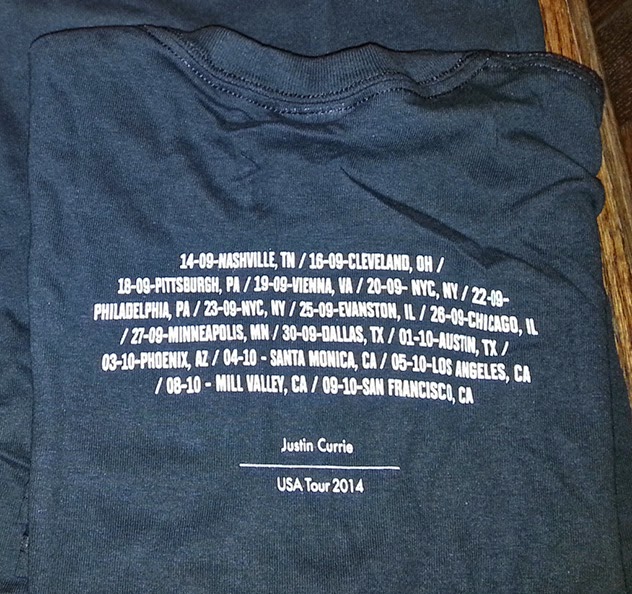 14-09-NASHVILLE, TN / 16-09-CLEVELAND, OH /
18-09-PITTSBURGH, PA / 19-09-VIENNA, VA / 20-09- NYC, NY / 22-09-
PHILADELPHIA, PA / 23-09-NYC, NY / 25-09-EVANSTON, IL / 26-09-CHICAGO, IL
/ 27-09-MINNEAPOLIS, MN / 30-09-DALLAS, TX / 01-10-AUSTIN, TX /
03-10-PHOENIX, AZ / 04-10 - SANTA MONICA, CA / 05-10-LOS ANGELES, CA
/ 08-10 - MILL VALLEY, CA / 09-10-SAN FRANCISCO, CA
Justin Currie
USA Tour 2014